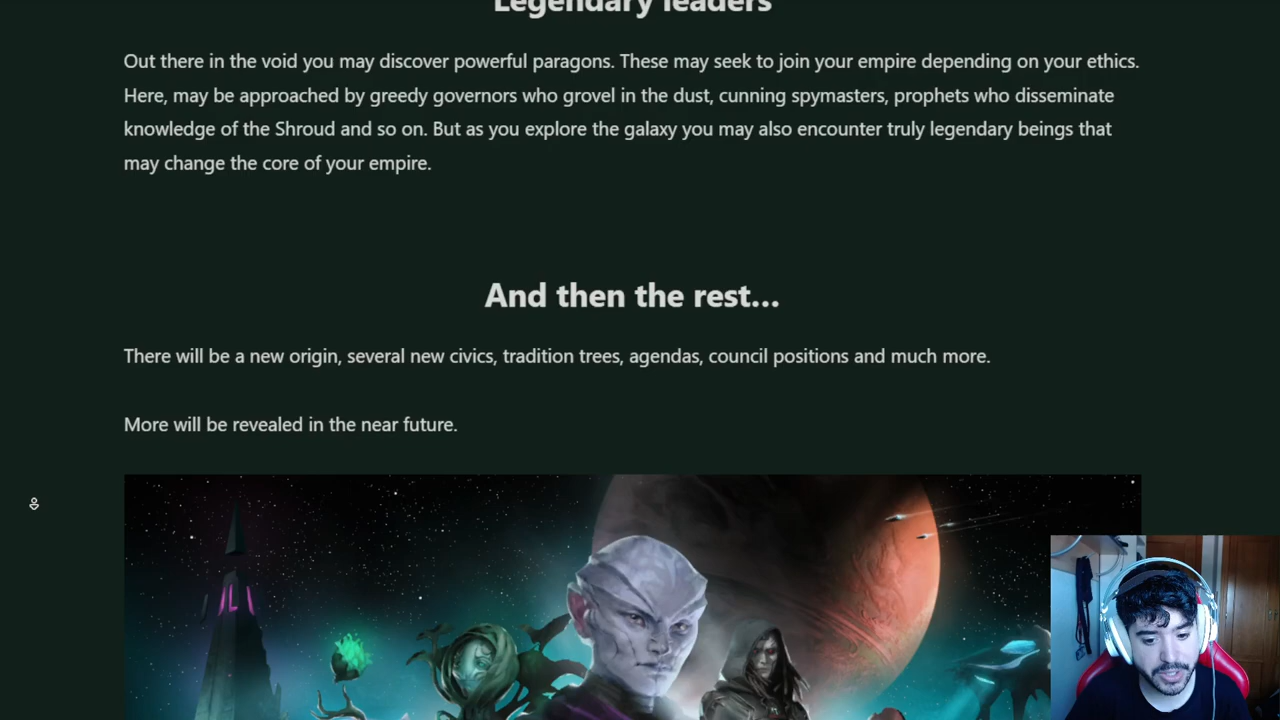 Legendary leaders
Out there in the void you may discover powerful paragons. These may seek to join your empire depending on your ethics.
Here, may be approached by greedy governors who grovel in the dust, cunning spymasters, prophets who disseminate
knowledge of the Shroud and so on. But as you explore the galaxy you may also encounter truly legendary beings that
may change the core of your empire.
And then the rest...
There will be a new origin, several new civics, tradition trees, agendas, council positions and much more.
More will be revealed in the near future.